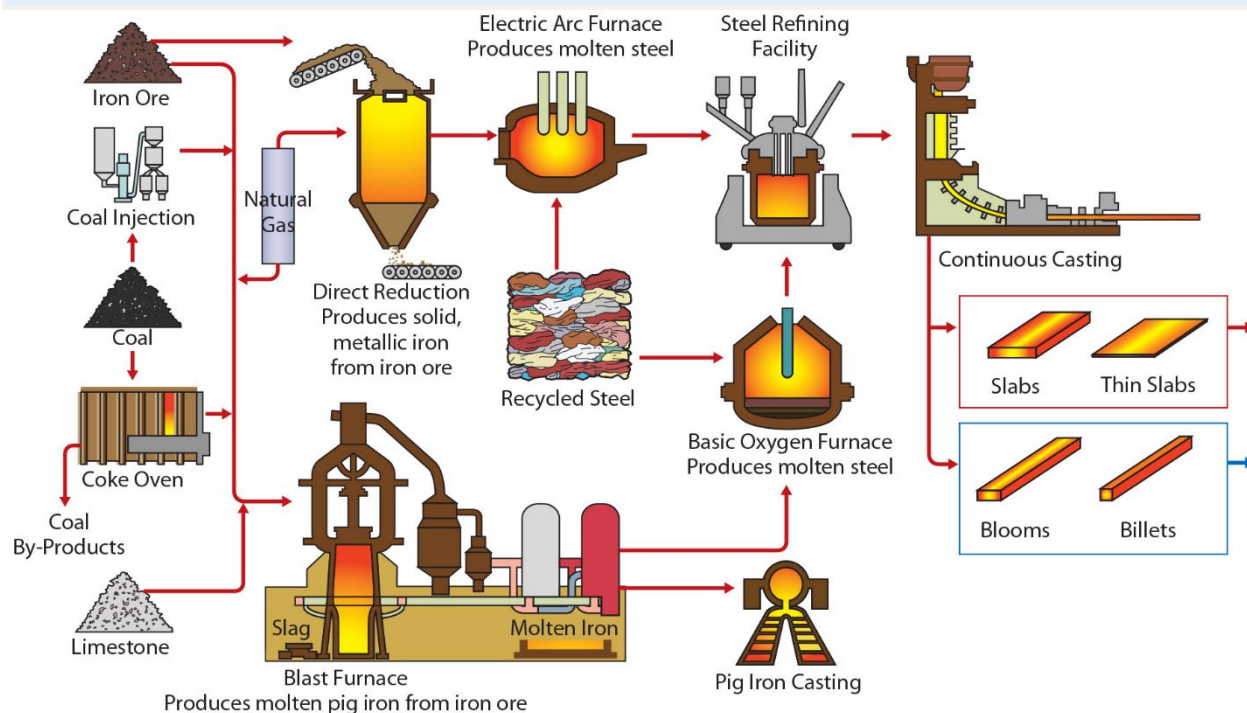 Iron Ore
Coal Injection
Coal
Coke Oven
Coal
By-Products
Limestone
Natural
Gas
Direct Reduction
Produces solid,
metallic iron
from iron ore
Electric Arc Furnace
Produces molten steel
Recycled Steel
Steel Refining
Facility
Basic Oxygen Furnace
Produces molten steel
Continuous Casting
Slabs
Thin Slabs
Blooms
Billets
Slag
Molten Iron
Blast Furnace
Produces molten pig iron from iron ore
Pig Iron Casting